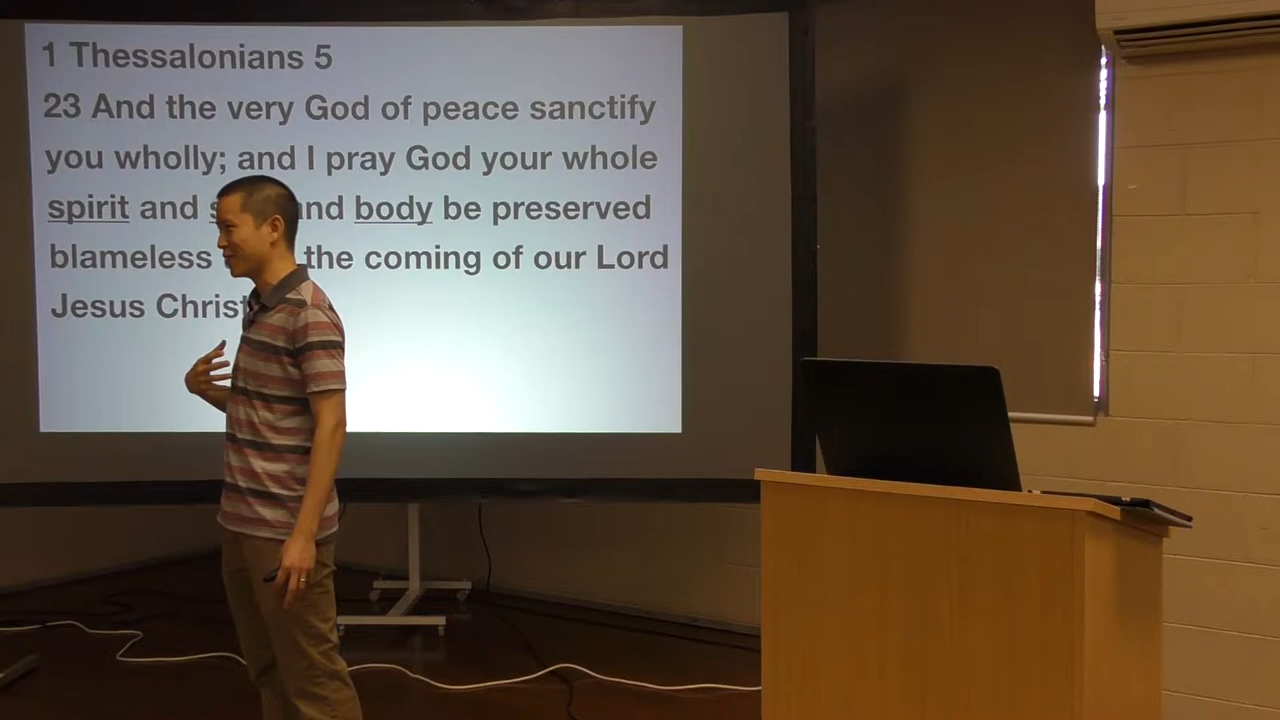 1 Thessalonians 5
23 And the very God of peace sanctify
you wholly; and I pray God your whole
spirit and and body be preserved
blameless the coming of our Lord
Jesus Christ